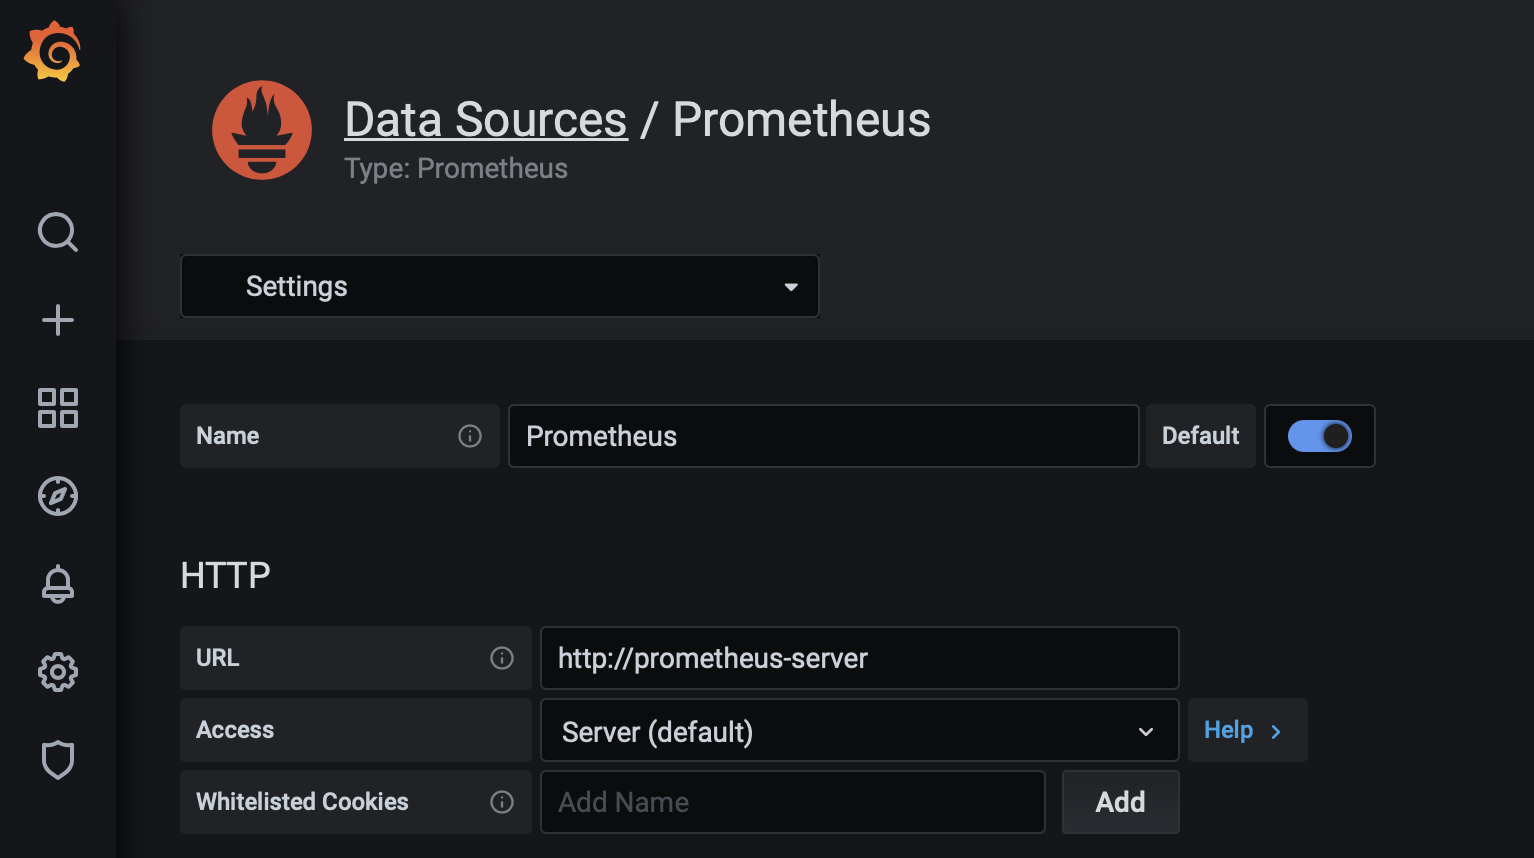 Data Sources / Prometheus
Type: Prometheus
Settings
Name Prometheus Default
HTTP
URL http://prometheus-server
Access Server (default) Help
Whitelisted Cookies Add Name Add